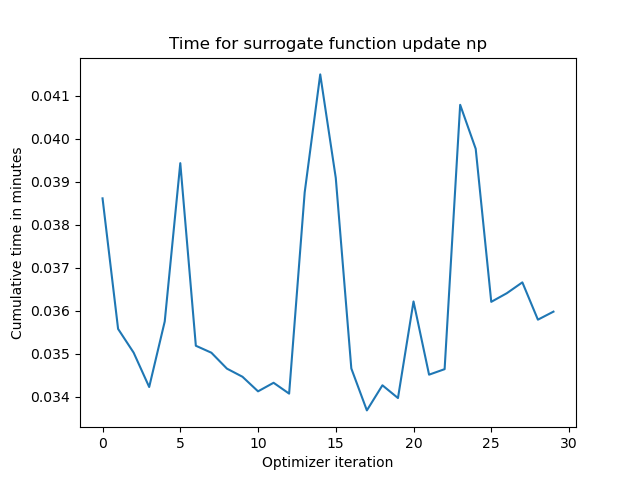 Time for surrogate function update np
Cumulative time in minutes
0.041
0.040
0.039
0.038
0.037
0.036
0.035
0.034
0 5 10 15 20 25 30
Optimizer iteration